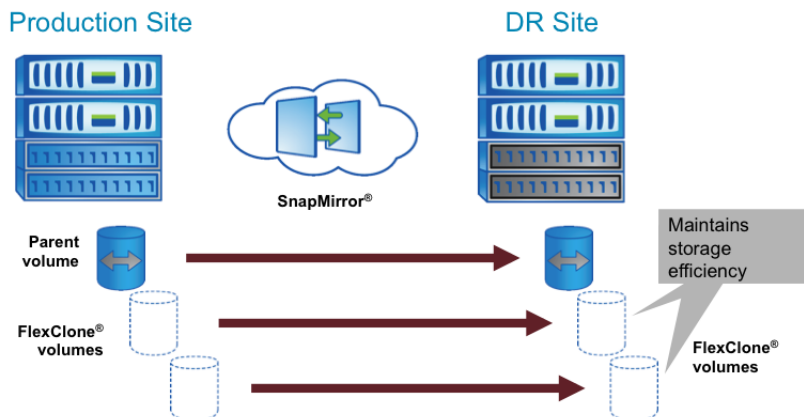 Production Site
DR Site
SnapMirror®
Parent
volume
Maintains
storage
efficiency
FlexClone®
volumes
FlexClone®
volumes